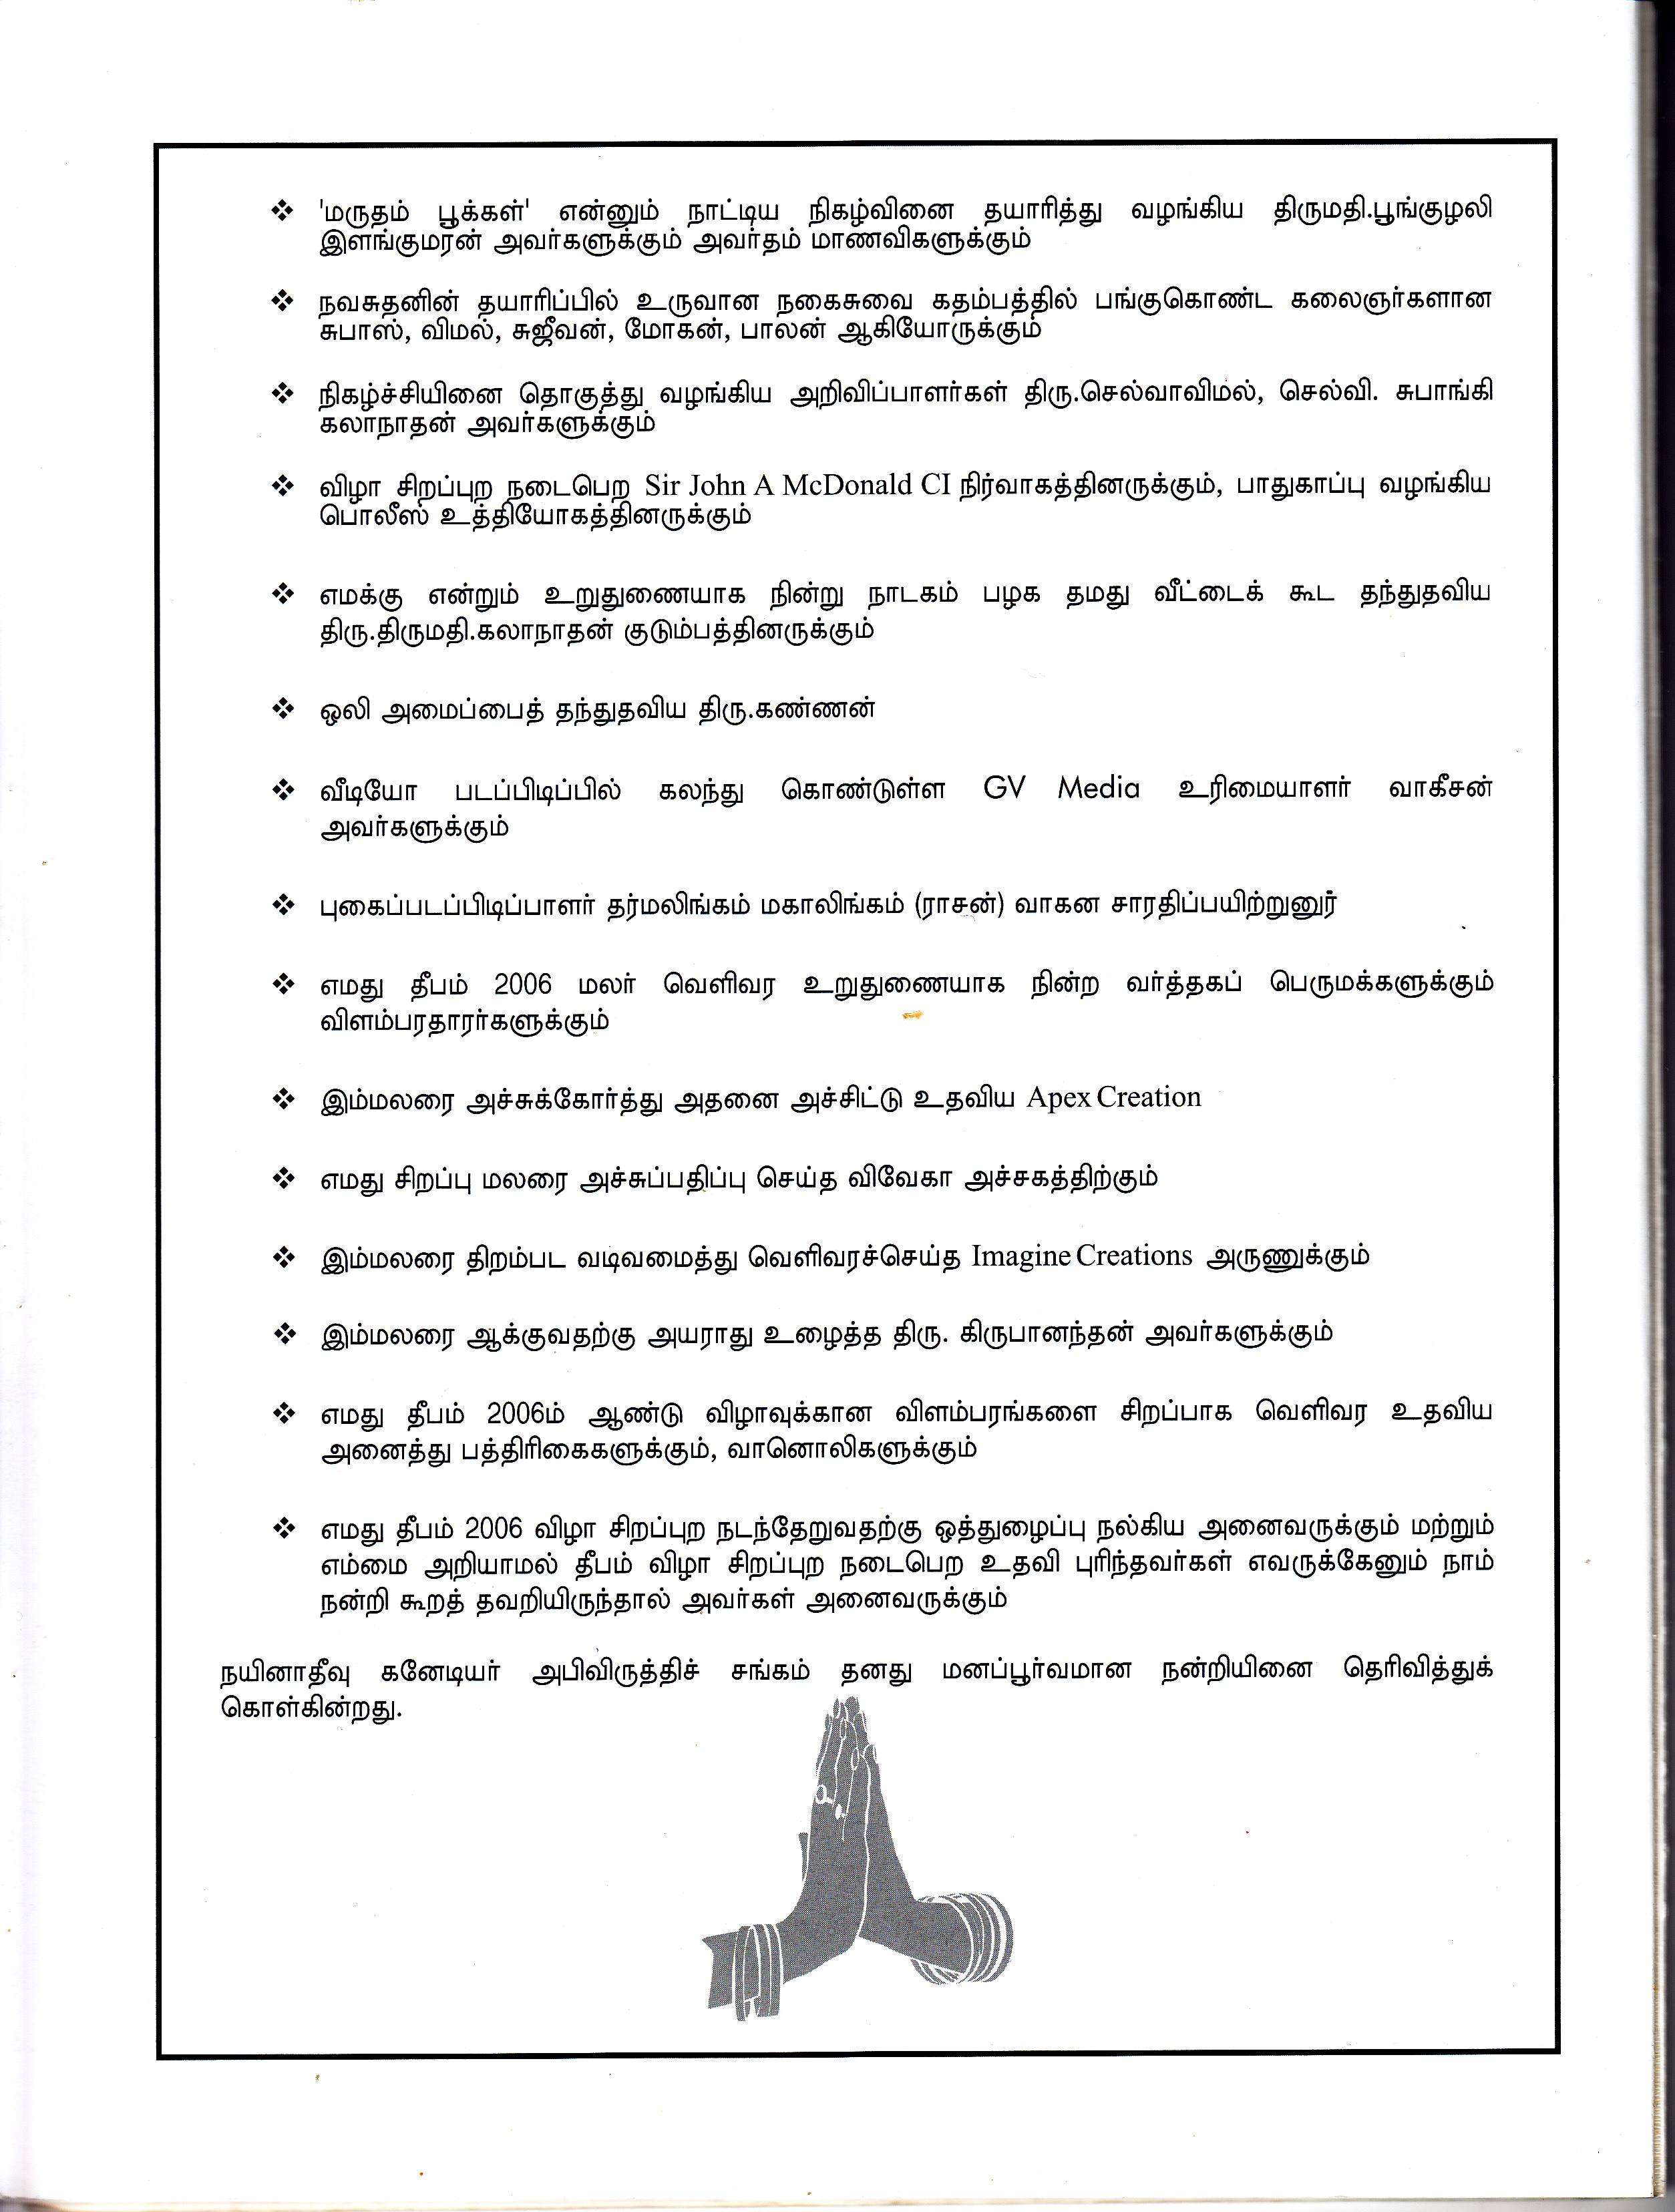 ❖ 'மருதம் பூக்கள்' என்னும் நாட்டிய நிகழ்வினை தயாரித்து வழங்கிய திருமதி.பூங்குழலி
இளங்குமரன் அவர்களுக்கும் அவர்தம் மாணவிகளுக்கும்
❖ நவசுதனின் தயாரிப்பில் உருவான நகைசுவை கதம்பத்தில் பங்குகொண்ட கலைஞர்களான
சுபாஸ், விமல், சுஜீவன், மோகன், பாலன் ஆகியோருக்கும்
❖ நிகழ்ச்சியினை தொகுத்து வழங்கிய அறிவிப்பாளர்கள் திரு.செல்வாவிமல், செல்வி. சுபாங்கி
கலாநாதன் அவர்களுக்கும்
❖ விழா சிறப்புற நடைபெற Sir John A McDonald CI நிர்வாகத்தினருக்கும், பாதுகாப்பு வழங்கிய
பொலீஸ் உத்தியோகத்தினருக்கும்
❖ எமக்கு என்றும் உறுதுணையாக நின்று நாடகம் பழக தமது வீட்டைக் கூட தந்துதவிய
திரு.திருமதி.கலாநாதன் குடும்பத்தினருக்கும்
❖ ஒலி அமைப்பைத் தந்துதவிய திரு.கண்ணன்
❖ வீடியோ படப்பிடிப்பில் கலந்து கொண்டுள்ள GV Media உரிமையாளர் வாகீசன்
அவர்களுக்கும்
❖ புகைப்படப்பிடிப்பாளர் தர்மலிங்கம் மகாலிங்கம் (ராசன்) வாகன சாரதிப்பயிற்றுனுர்
❖ எமது தீபம் 2006 மலர் வெளிவர உறுதுணையாக நின்ற வர்த்தகப் பெருமக்களுக்கும்
விளம்பரதாரர்களுக்கும்
❖ இம்மலரை அச்சுக்கோர்த்து அதனை அச்சிட்டு உதவிய Apex Creation
❖ எமது சிறப்பு மலரை அச்சுப்பதிப்பு செய்த விவேகா அச்சகத்திற்கும்
❖ இம்மலரை திறம்பட வடிவமைத்து வெளிவரச்செய்த Imagine Creations அருணுக்கும்
❖ இம்மலரை ஆக்குவதற்கு அயராது உழைத்த திரு. கிருபானந்தன் அவர்களுக்கும்
❖ எமது தீபம் 2006ம் ஆண்டு விழாவுக்கான விளம்பரங்களை சிறப்பாக வெளிவர உதவிய
அனைத்து பத்திரிகைகளுக்கும், வானொலிகளுக்கும்
❖ எமது தீபம் 2006 விழா சிறப்புற நடந்தேறுவதற்கு ஒத்துழைப்பு நல்கிய அனைவருக்கும் மற்றும்
எம்மை அறியாமல் தீபம் விழா சிறப்புற நடைபெற உதவி புரிந்தவர்கள் எவருக்கேனும் நாம்
நன்றி கூறத் தவறியிருந்தால் அவர்கள் அனைவருக்கும்
நயினாதீவு கனேடியர் அபிவிருத்திச் சங்கம் தனது மனப்பூர்வமான நன்றியினை தெரிவித்துக்
கொள்கின்றது.